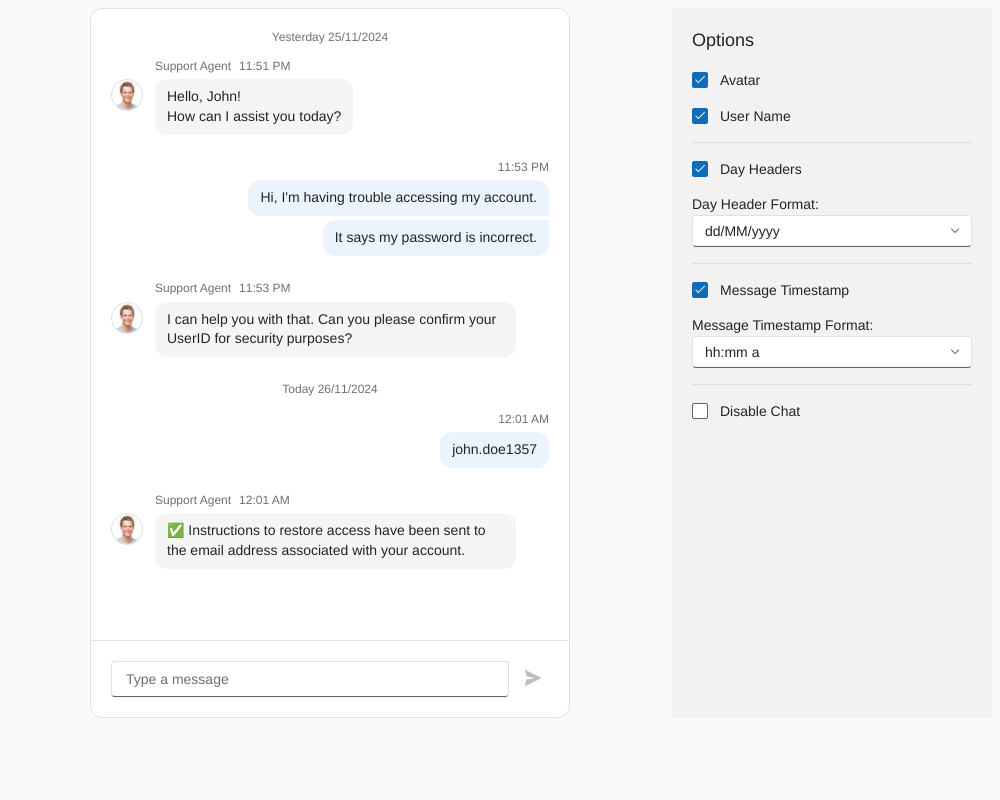 Yesterday 25/11/2024
Support Agent 11:51 PM
Hello, John!
How can I assist you today?
11:53 PM
Hi, I'm having trouble accessing my account.
It says my password is incorrect.
Support Agent 11:53 PM
I can help you with that. Can you please confirm your
UserID for security purposes?
Today 26/11/2024
12:01 AM
john.doe1357
Support Agent 12:01 AM
✅ Instructions to restore access have been sent to
the email address associated with your account.
Type a message
Options
Avatar
User Name
Day Headers
Day Header Format:
dd/MM/yyyy
Message Timestamp
Message Timestamp Format:
hh:mm a
Disable Chat